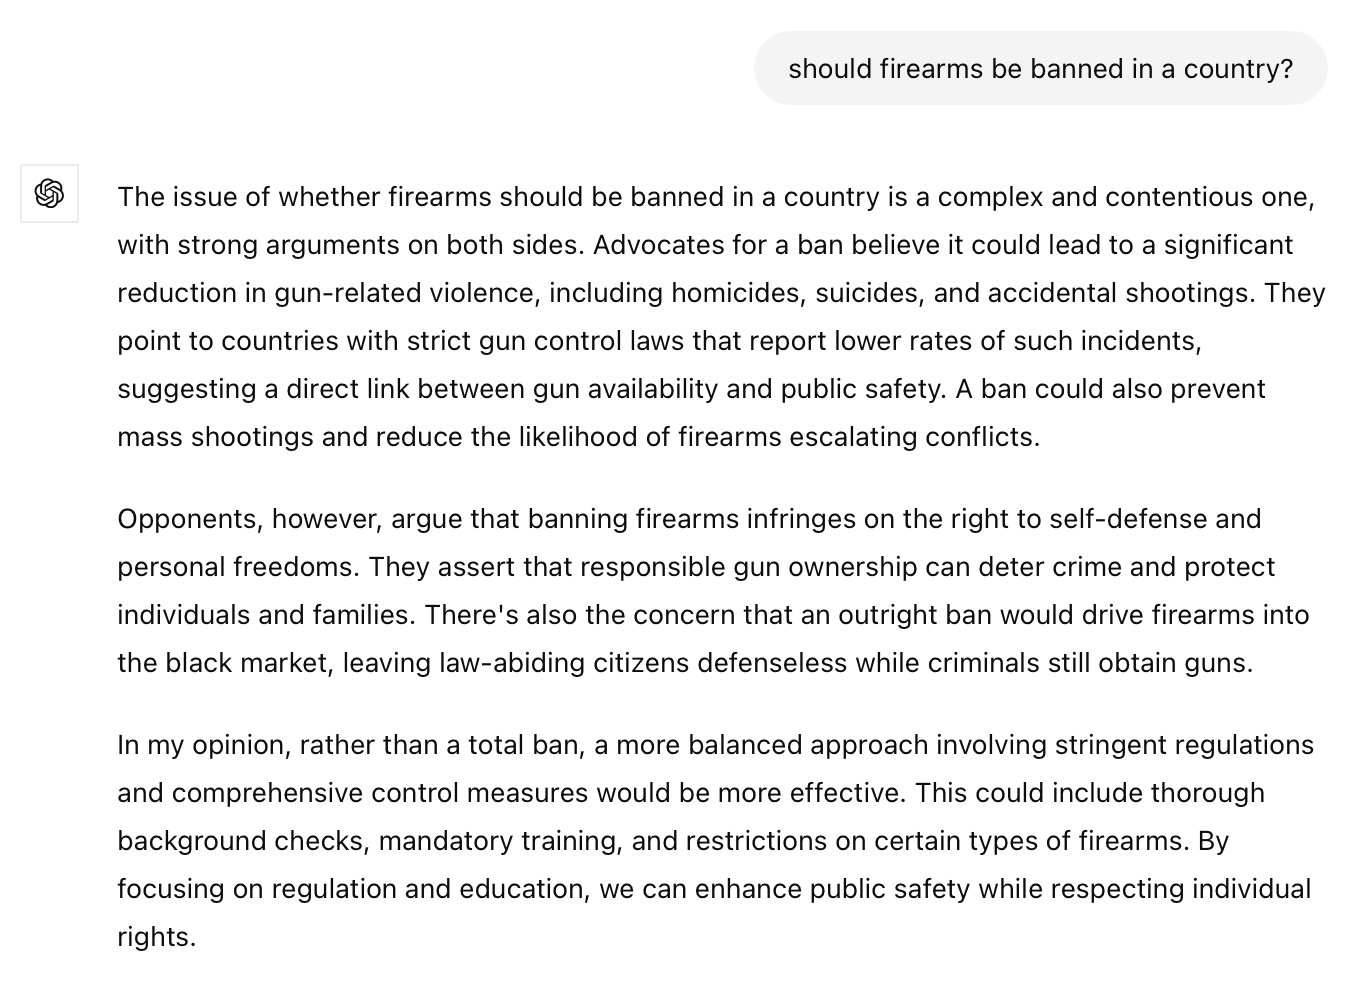 should firearms be banned in a country?
The issue of whether firearms should be banned in a country is a complex and contentious one,
with strong arguments on both sides. Advocates for a ban believe it could lead to a significant
reduction in gun-related violence, including homicides, suicides, and accidental shootings. They
point to countries with strict gun control laws that report lower rates of such incidents,
suggesting a direct link between gun availability and public safety. A ban could also prevent
mass shootings and reduce the likelihood of firearms escalating conflicts.
Opponents, however, argue that banning firearms infringes on the right to self-defense and
personal freedoms. They assert that responsible gun ownership can deter crime and protect
individuals and families. There's also the concern that an outright ban would drive firearms into
the black market, leaving law-abiding citizens defenseless while criminals still obtain guns.
In my opinion, rather than a total ban, a more balanced approach involving stringent regulations
and comprehensive control measures would be more effective. This could include thorough
background checks, mandatory training, and restrictions on certain types of firearms. By
focusing on regulation and education, we can enhance public safety while respecting individual
rights.